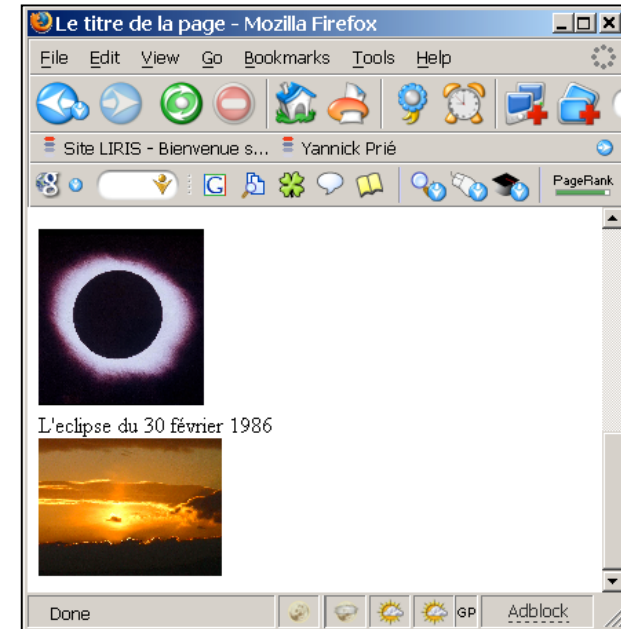 Le titre de la page - Mozilla Firefox
File Edit View Go Bookmarks Tools Help
Site LIRIS - Bienvenue s... Yannick Prié
G PageRank
L'eclipse du 30 février 1986
Done GP Adblock